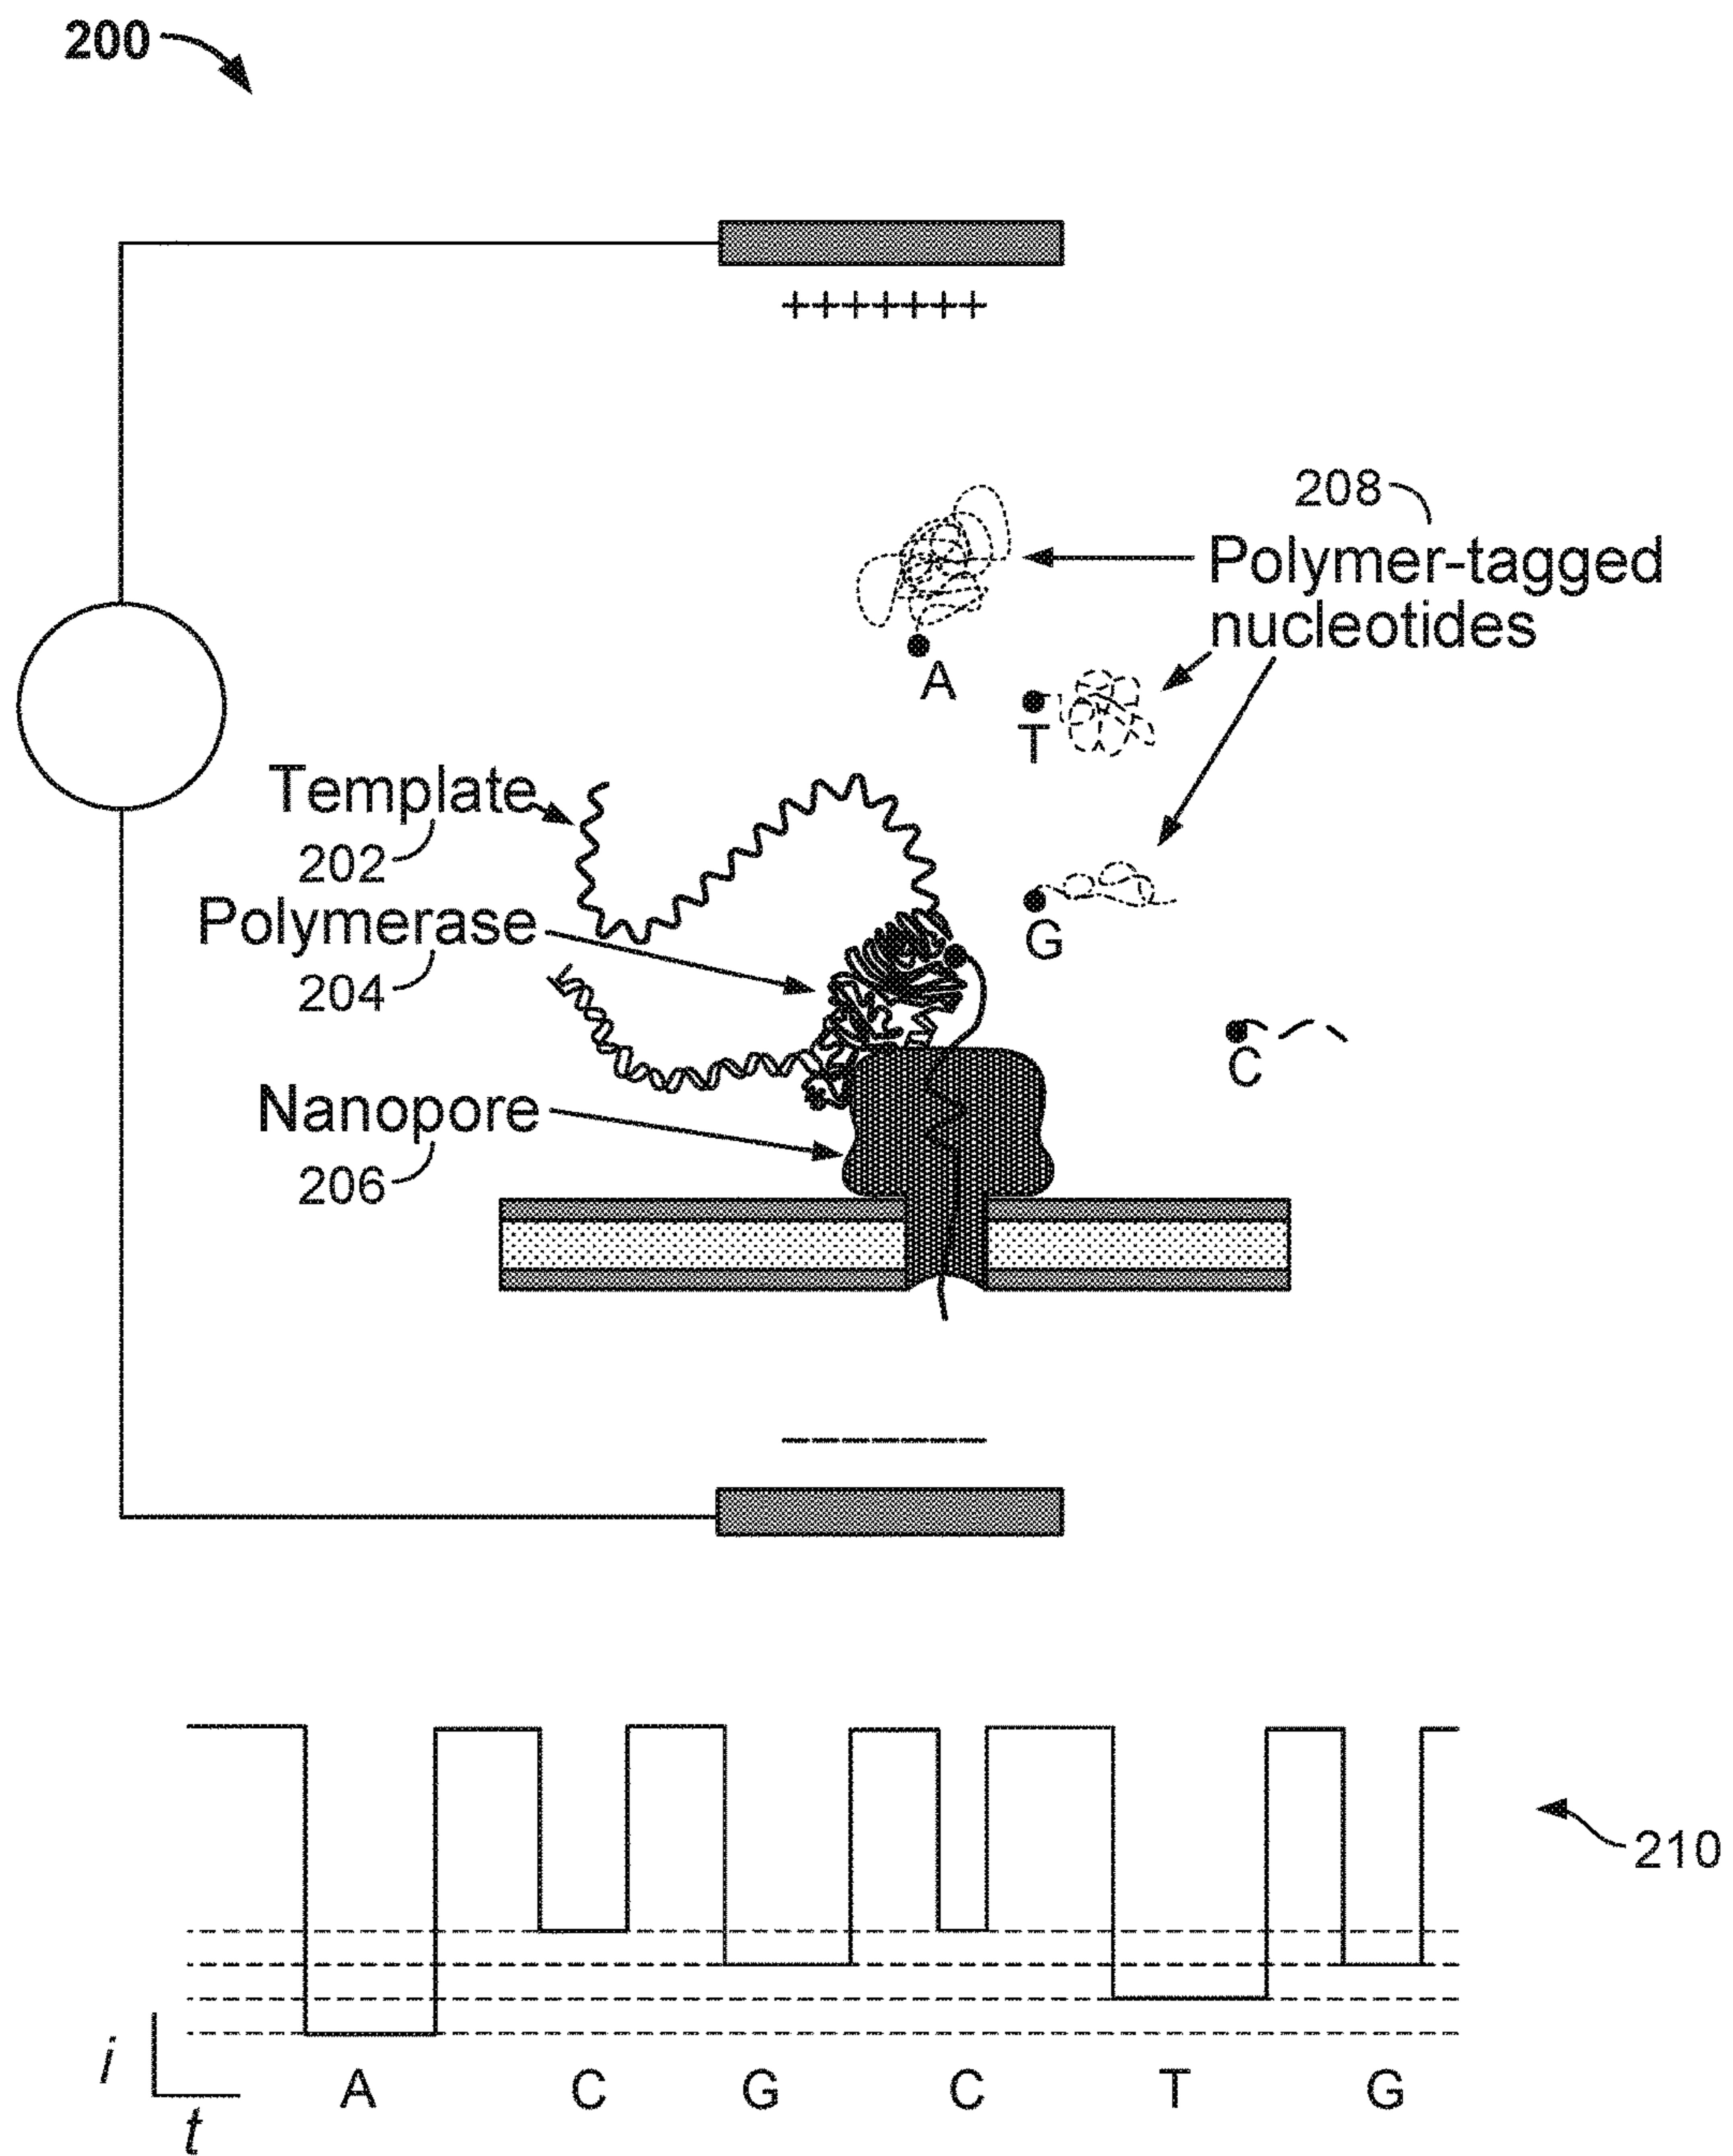 200
+++++++
208
Polymer-tagged
nucleotides
A
T
Template
202
Polymerase
204
G
C
Nanopore
206
-------
210
i
t
A C G C T G